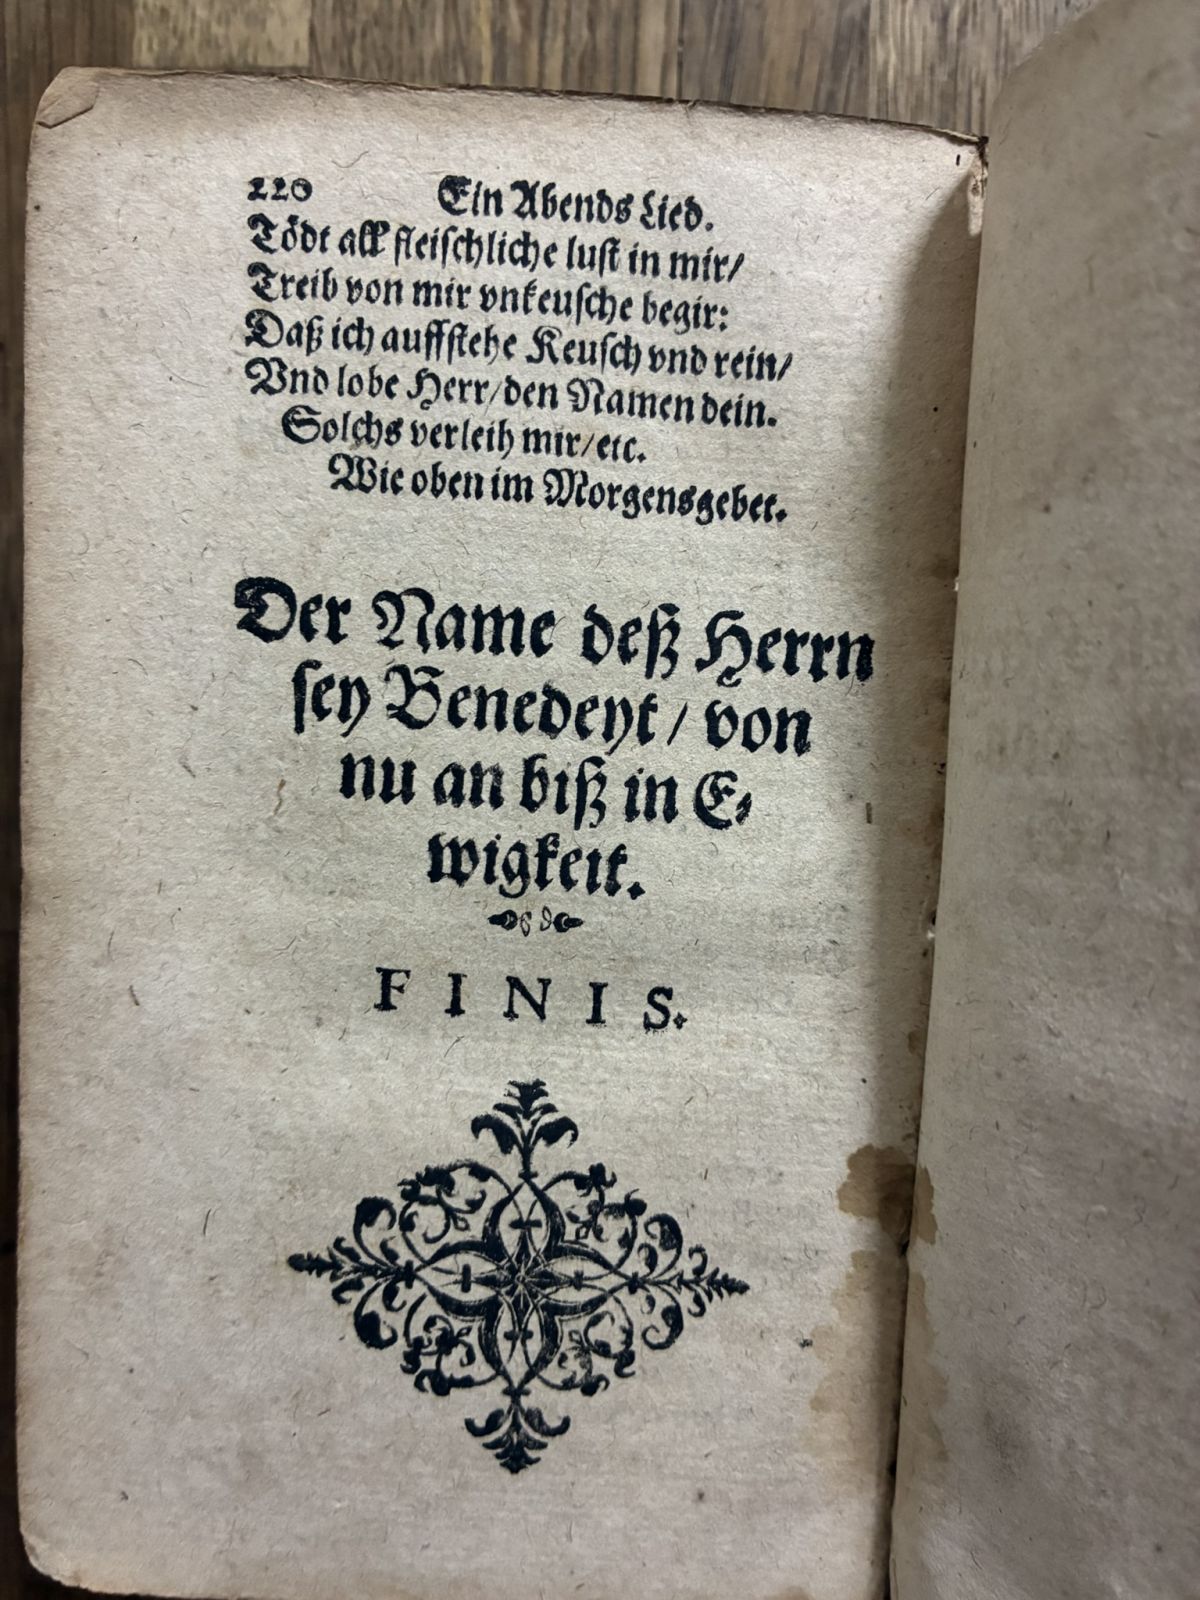 220 Ein Abends Lied.
Tödt all fleischliche lust in mir/
Treib von mir vnkeusche begir:
Daß ich auffstehe Keusch vnd rein/
Vnd lobe Herr/den Namen dein.
Solchs verleih mir/etc.
Wie oben im Morgensgebet.
Der Name deß Herrn
sey Benedeyt/von
nu an biß in E⸗
wigkeit.
FINIS.